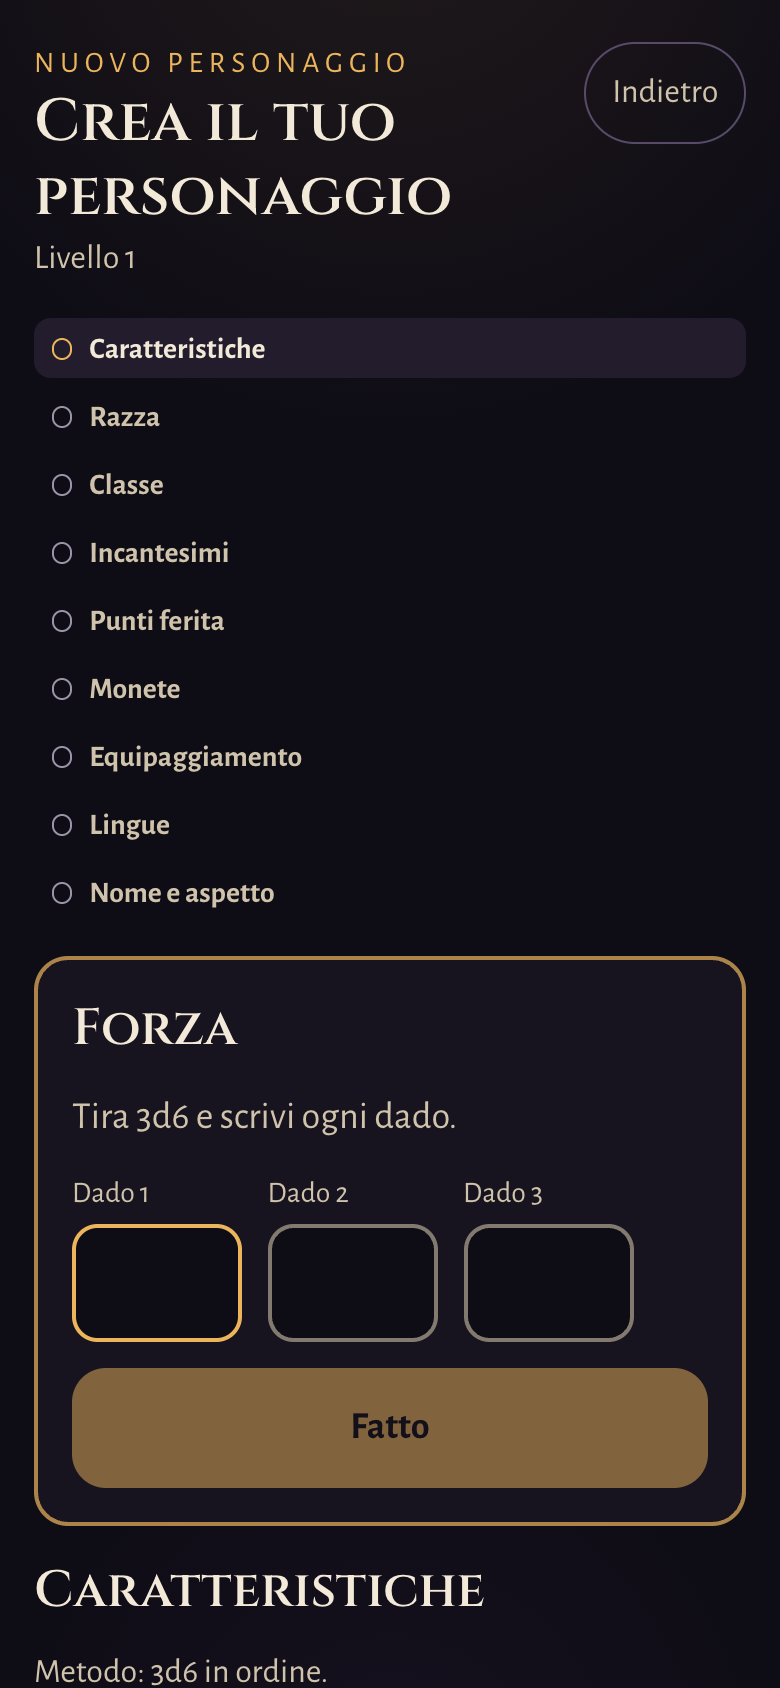 NUOVO PERSONAGGIO
Indietro
Crea il tuo
personaggio
Livello 1
Caratteristiche
Razza
Classe
Incantesimi
Punti ferita
Monete
Equipaggiamento
Lingue
Nome e aspetto
Forza
Tira 3d6 e scrivi ogni dado.
Dado 1 Dado 2 Dado 3
Fatto
Caratteristiche
Metodo: 3d6 in ordine.